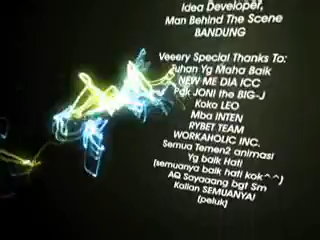 Idea Developer,
Man Behind The Scene
BANDUNG
Veeery Special Thanks To:
Tuhan Yg Maha Baik
NEW ME DIA ICC
Pak JONI the BIG-J
Koko LEO
Mba INTEN
RYBET TEAM
WORKAHOLIC INC.
Semua Temen2 animasi
Yg baik Hati
(semuanya baik hati kok^^)
AQ Sayaaang bgt Sm
Kalian SEMUANYA!
(peluk)